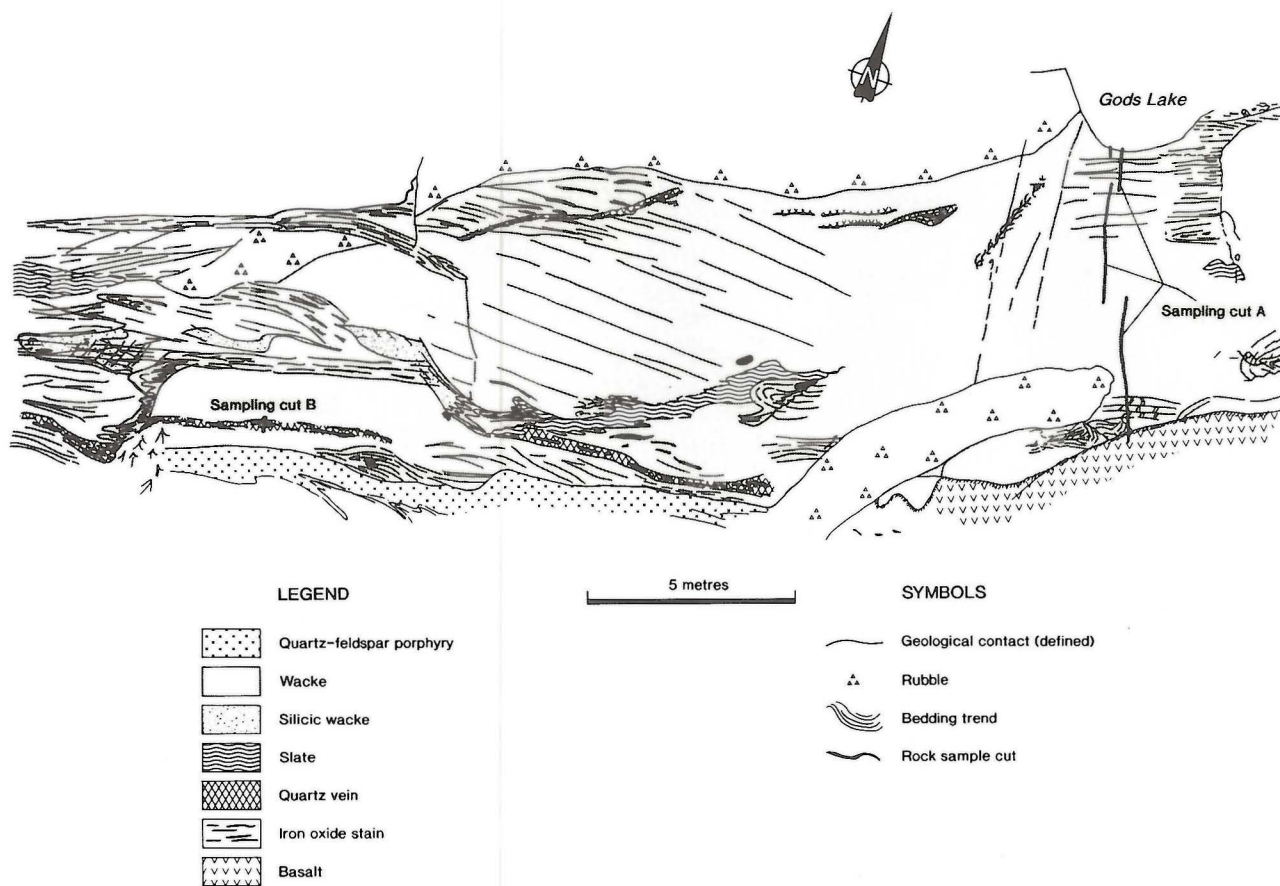 N
Gods Lake
Sampling cut A
Sampling cut B
5 metres
LEGEND
Quartz-feldspar porphyry
Wacke
Silicic wacke
Slate
Quartz vein
Iron oxide stain
Basalt
SYMBOLS
Geological contact (defined)
Rubble
Bedding trend
Rock sample cut